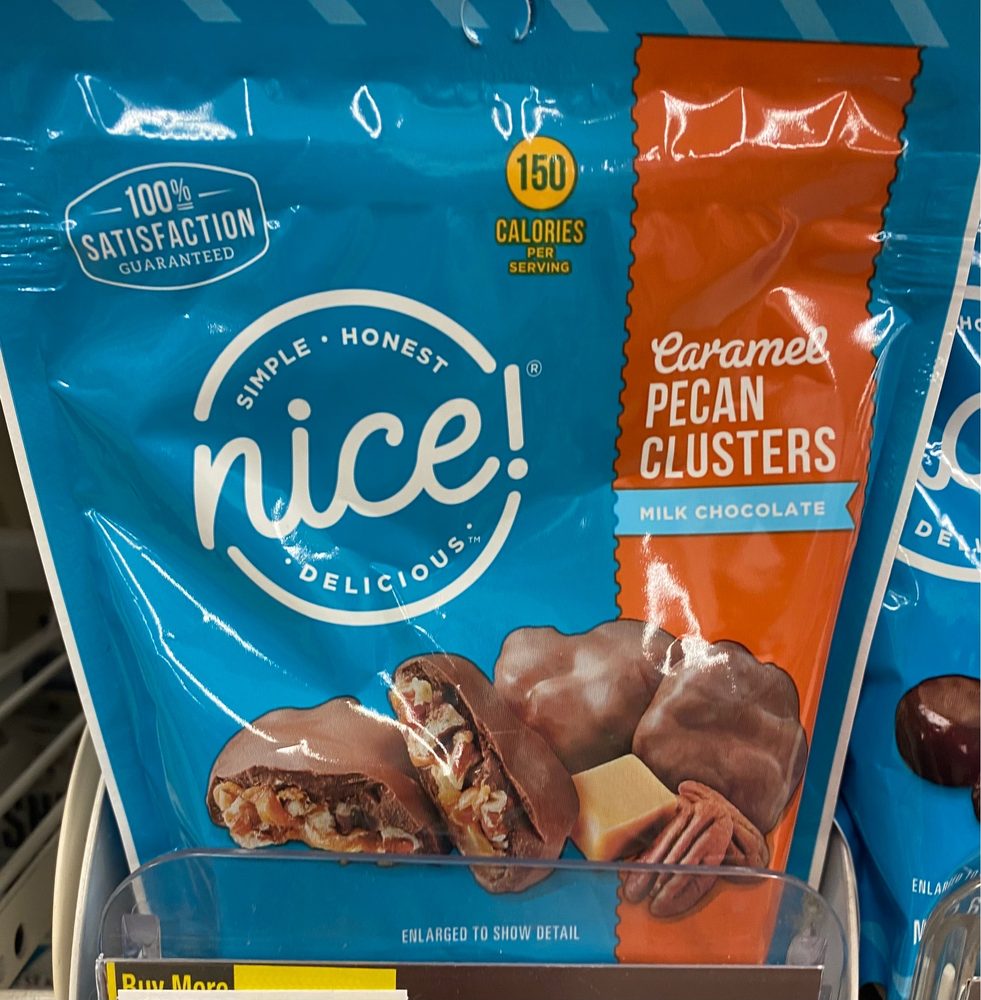 100%
SATISFACTION
GUARANTEED
150
CALORIES
PER
SERVING
SIMPLE · HONEST
nice!®
· DELICIOUS ·™
Caramel
PECAN
CLUSTERS
MILK CHOCOLATE
ENLARGED TO SHOW DETAIL
Buy More